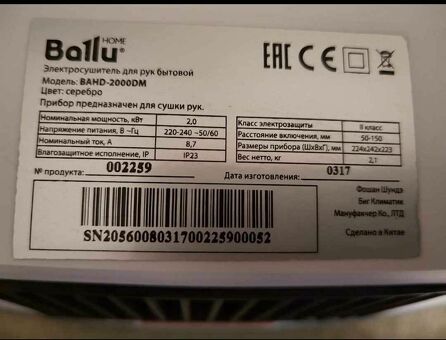 HOME
Ballu®
EAC CE
Электросушитель для рук бытовой
Модель: BAHD-2000DM
Цвет: серебро
Прибор предназначен для сушки рук.
Номинальная мощность, кВт 2,0
Напряжение питания, В ~Гц 220-240 ~50/60
Номинальный ток, А 8,7
Влагозащитное исполнение, IP IP23
Класс электрозащиты II класс
Расстояние включения, мм 50-150
Размеры прибора (ШхВхГ), мм 224x242x223
Вес нетто, кг 2,1
№ продукта: 002259
Дата изготовления: 0317
SN2056008031700225900052
Фошан Шундэ
Биг Климатик
Мануфакчер Ко., ЛТД
Сделано в Китае